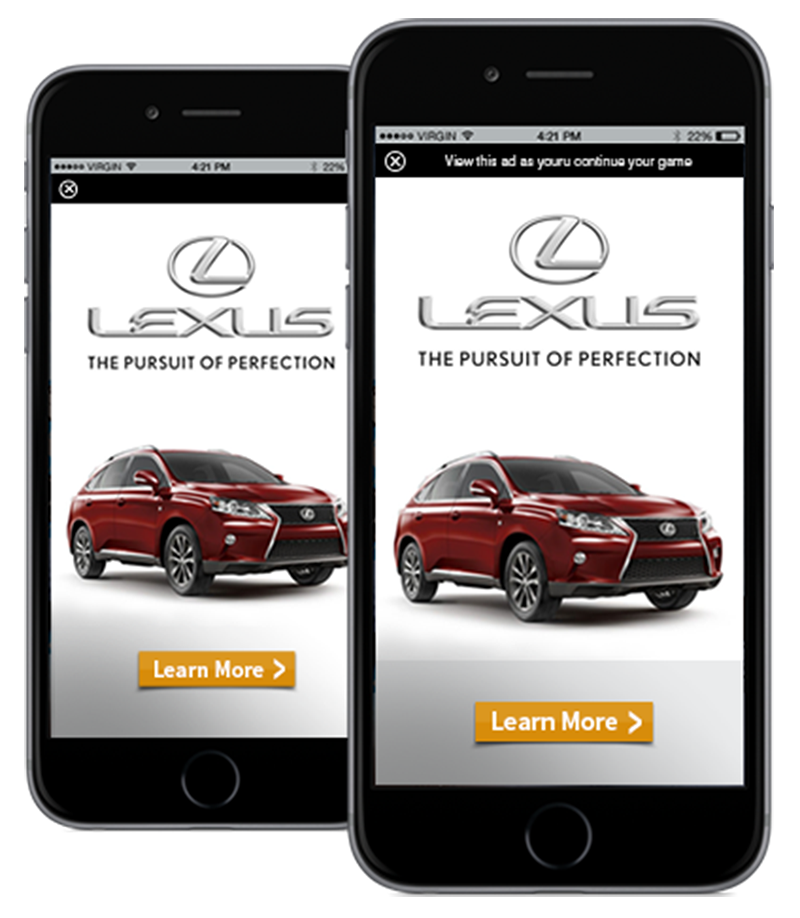 VIRGIN 4:21 PM 22%
LEXUS
THE PURSUIT OF PERFECTION
Learn More >
VIRGIN 4:21 PM 22%
View this ad as youru continue your game
LEXUS
THE PURSUIT OF PERFECTION
Learn More >